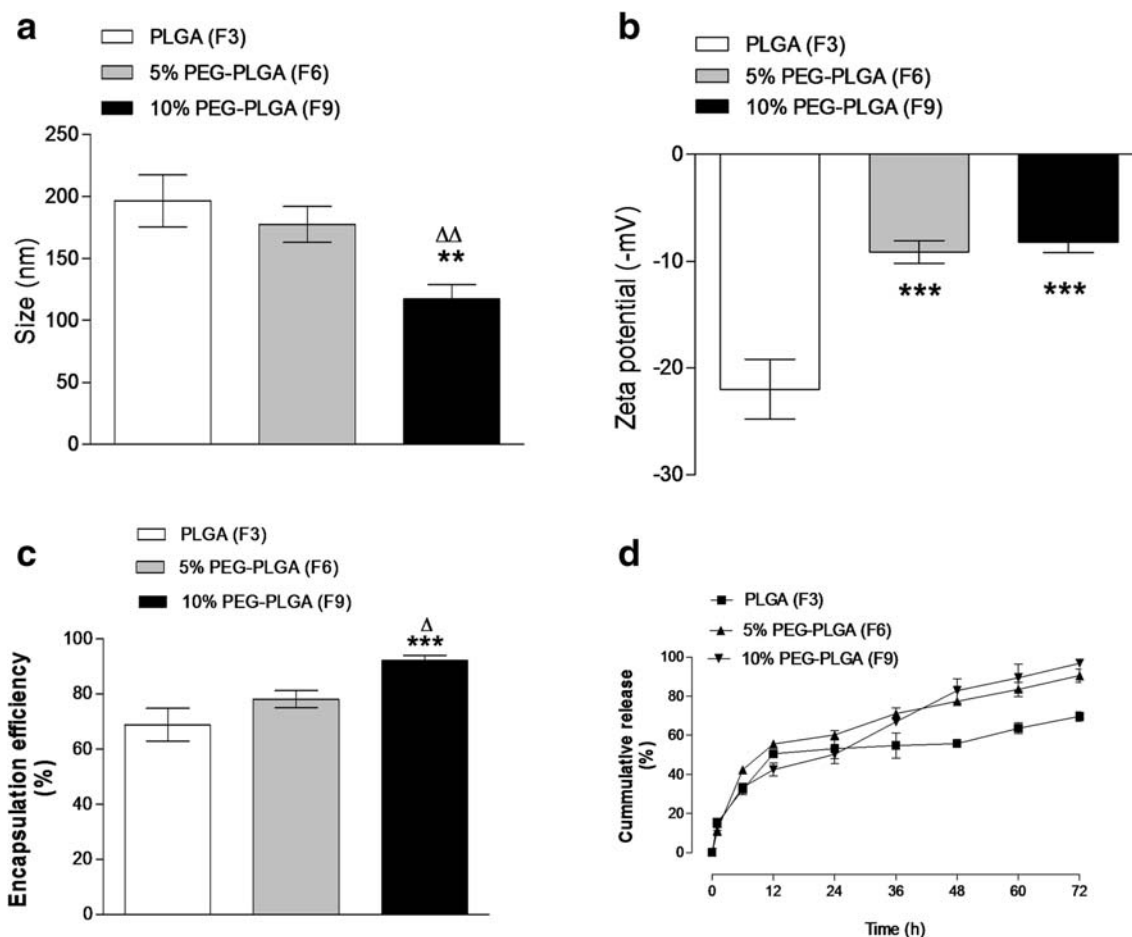 a
PLGA (F3)
5% PEG-PLGA (F6)
10% PEG-PLGA (F9)
250
200
150
100
50
0
Size (nm)
ΔΔ
**
b
PLGA (F3)
5% PEG-PLGA (F6)
10% PEG-PLGA (F9)
0
-10
-20
-30
Zeta potential (-mV)
***
***
c
PLGA (F3)
5% PEG-PLGA (F6)
10% PEG-PLGA (F9)
100
80
60
40
20
0
Encapsulation efficiency
(%)
Δ
***
d
PLGA (F3)
5% PEG-PLGA (F6)
10% PEG-PLGA (F9)
100
80
60
40
20
0
Cummulative release
(%)
0 12 24 36 48 60 72
Time (h)